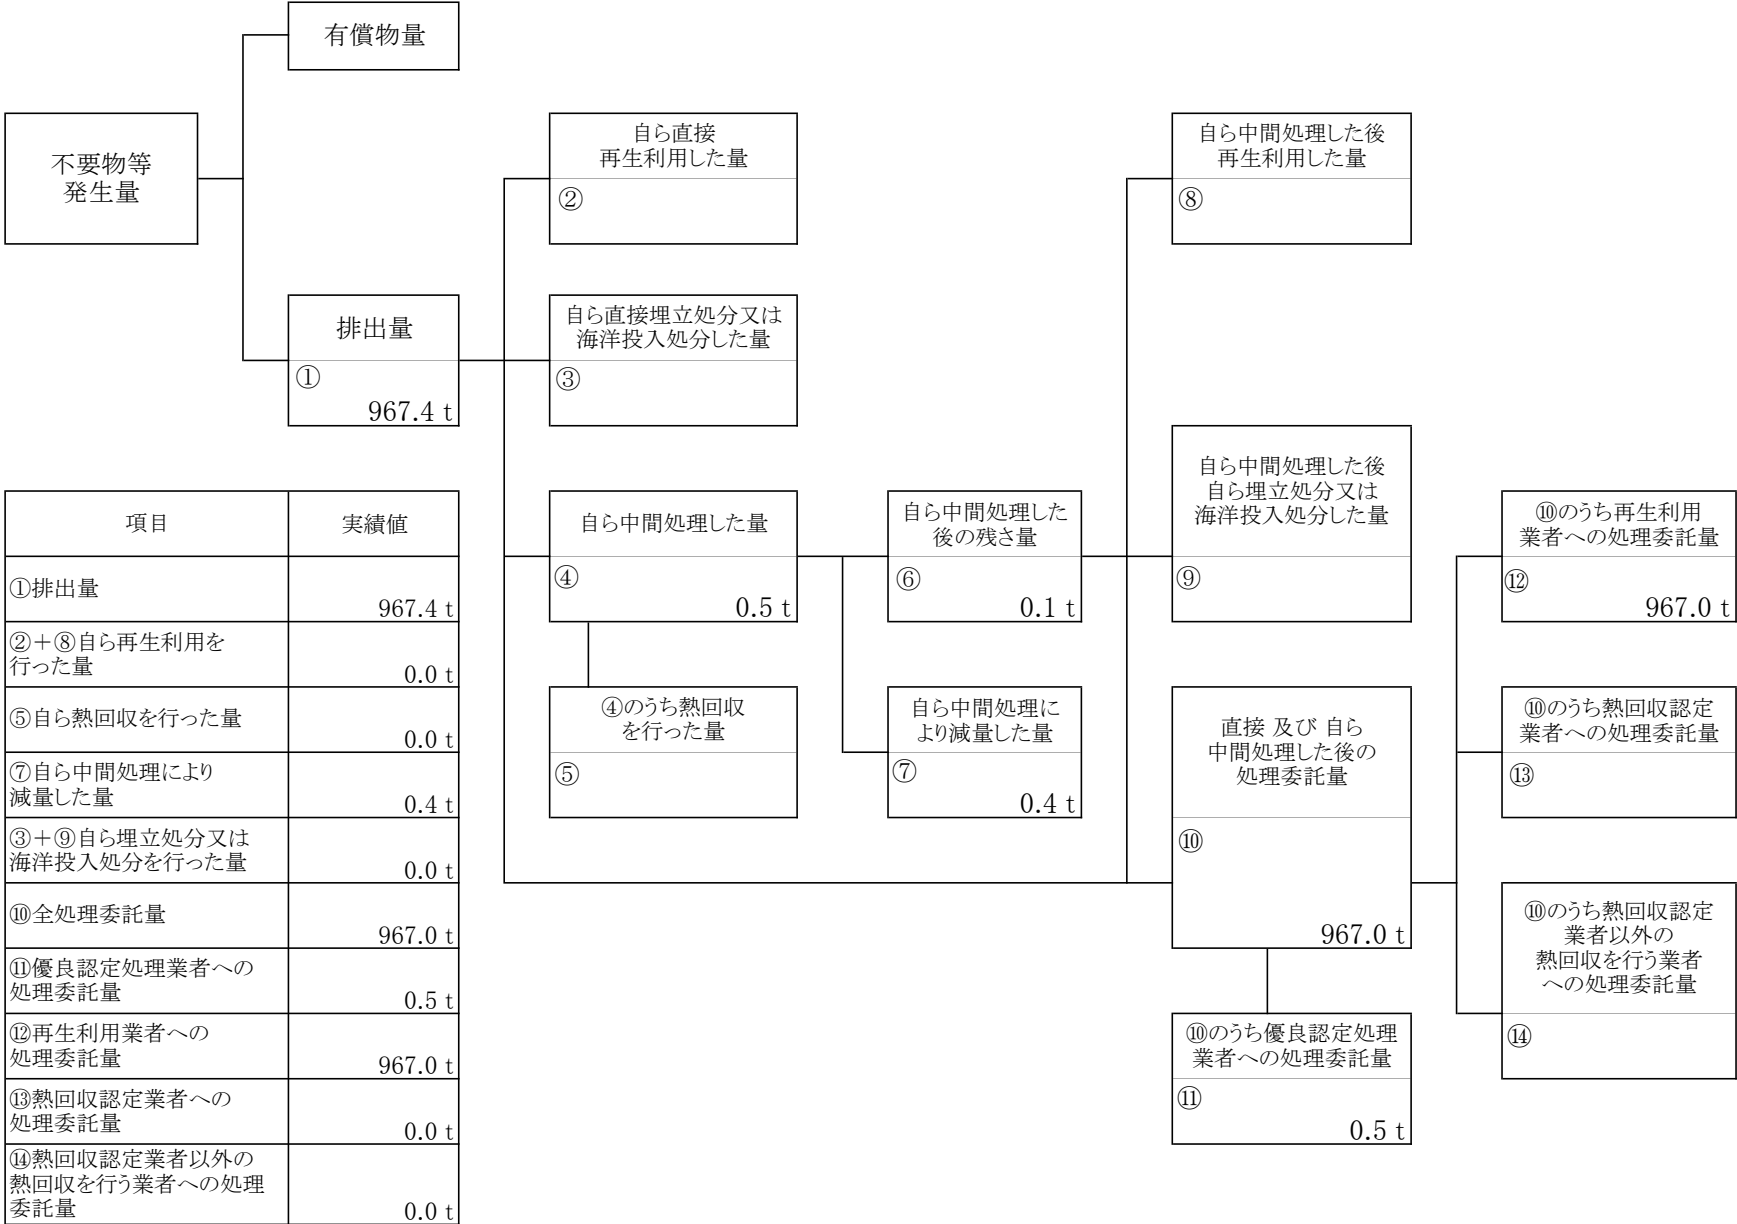 有償物量
不要物等
発生量
自ら直接
再生利用した量
②
自ら中間処理した後
再生利用した量
⑧
排出量
①
967.4 t
自ら直接埋立処分又は
海洋投入処分した量
③
自ら中間処理した量
④
0.5 t
自ら中間処理した
後の残さ量
⑥
0.1 t
自ら中間処理した後
自ら埋立処分又は
海洋投入処分した量
⑨
⑩のうち再生利用
業者への処理委託量
⑫
967.0 t
④のうち熱回収
を行った量
⑤
自ら中間処理に
より減量した量
⑦
0.4 t
直接 及び 自ら
中間処理した後の
処理委託量
⑩
967.0 t
⑩のうち熱回収認定
業者への処理委託量
⑬
⑩のうち熱回収認定
業者以外の
熱回収を行う業者
への処理委託量
⑭
⑩のうち優良認定処理
業者への処理委託量
⑪
0.5 t
項目
実績値
①排出量
967.4 t
②＋⑧自ら再生利用を
行った量
0.0 t
⑤自ら熱回収を行った量
0.0 t
⑦自ら中間処理により
減量した量
0.4 t
③＋⑨自ら埋立処分又は
海洋投入処分を行った量
0.0 t
⑩全処理委託量
967.0 t
⑪優良認定処理業者への
処理委託量
0.5 t
⑫再生利用業者への
処理委託量
967.0 t
⑬熱回収認定業者への
処理委託量
0.0 t
⑭熱回収認定業者以外の
熱回収を行う業者への処理
委託量
0.0 t